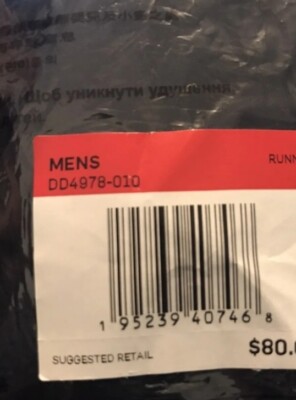 Щоб уникнути удушення,
MENS
RUNN
DD4978-010
1 95239 40746 8
SUGGESTED RETAIL
$80.